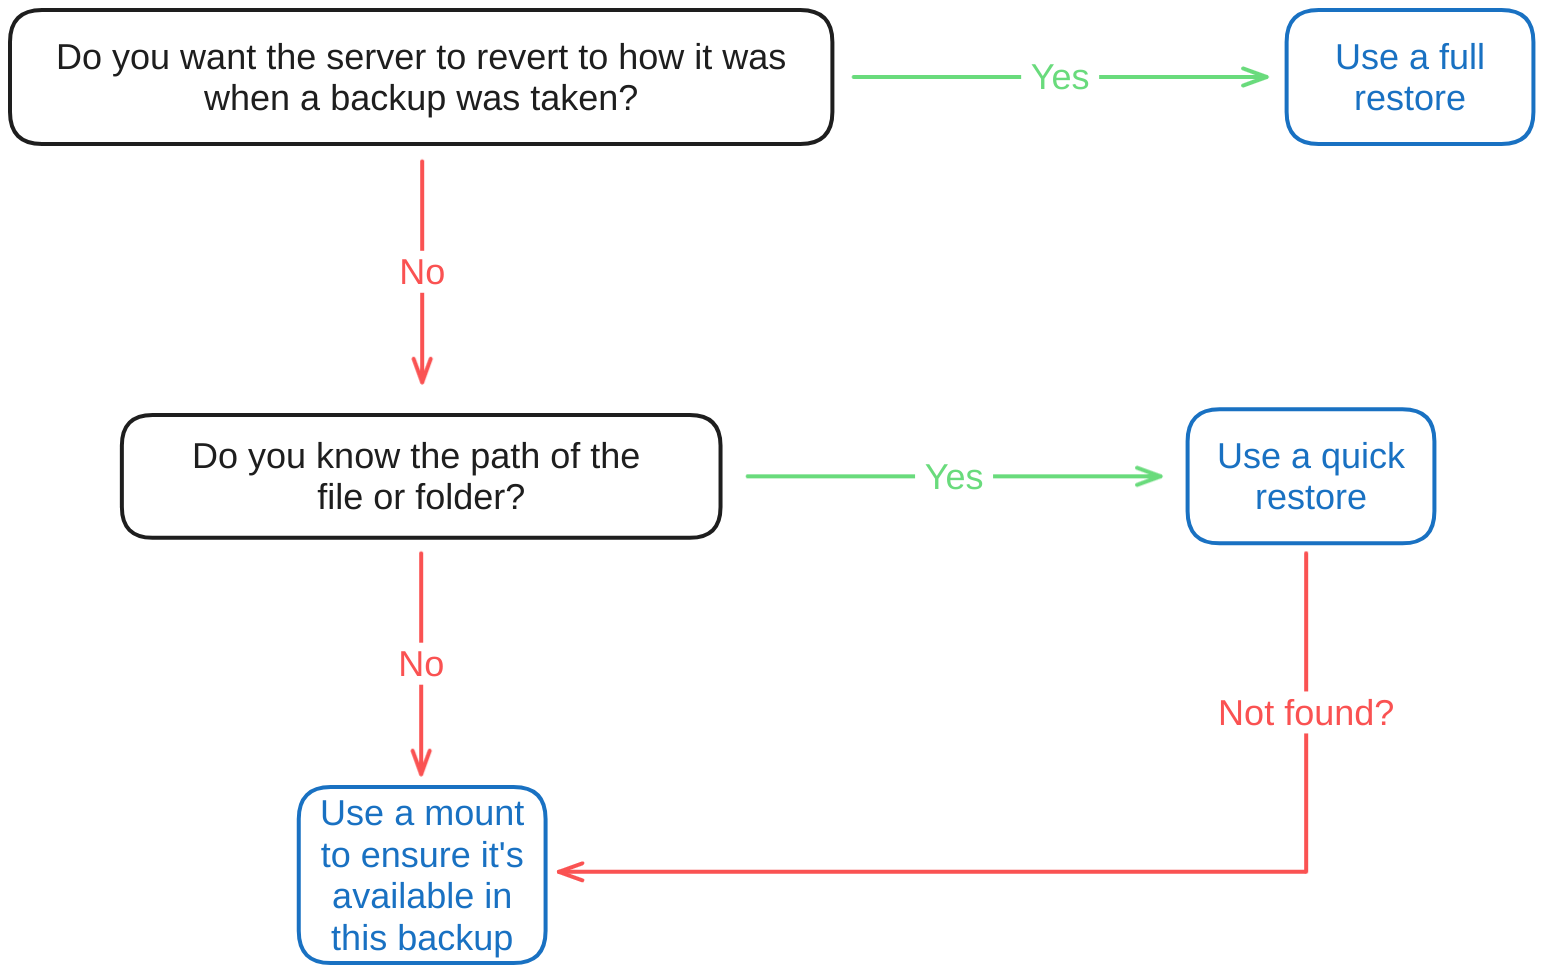 Do you want the server to revert to how it was
when a backup was taken?
Yes
Use a full
restore
No
Do you know the path of the
file or folder?
Yes
Use a quick
restore
No
Not found?
Use a mount
to ensure it's
available in
this backup